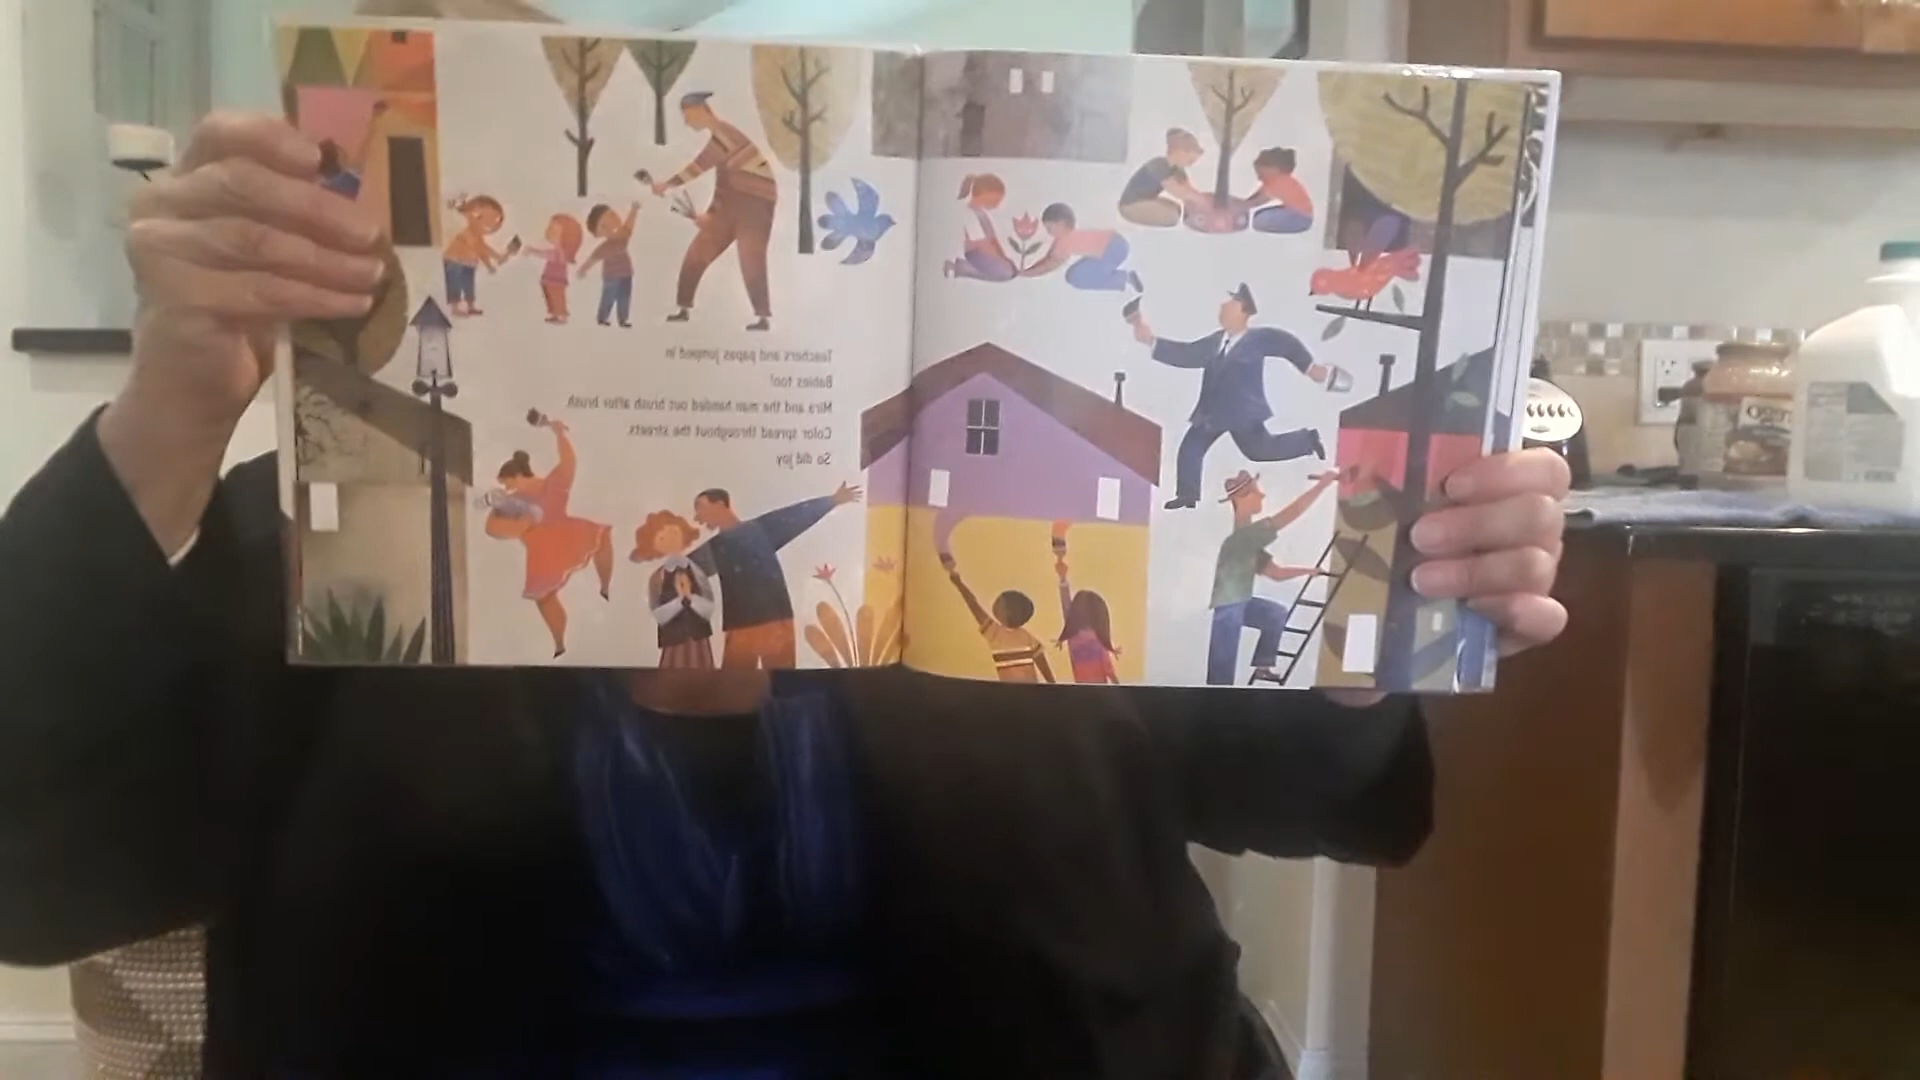 Teachers and papas jumped in
Babies too!
Mira and the man handed out brush after brush.
Color spread throughout the streets.
So did joy